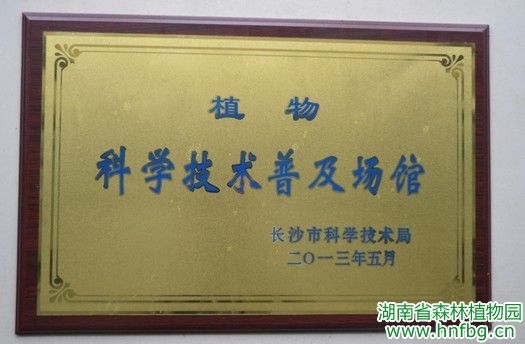 植物
科学技术普及场馆
长沙市科学技术局
二〇一三年五月
湖南省森林植物园
www.hnfbg.cn